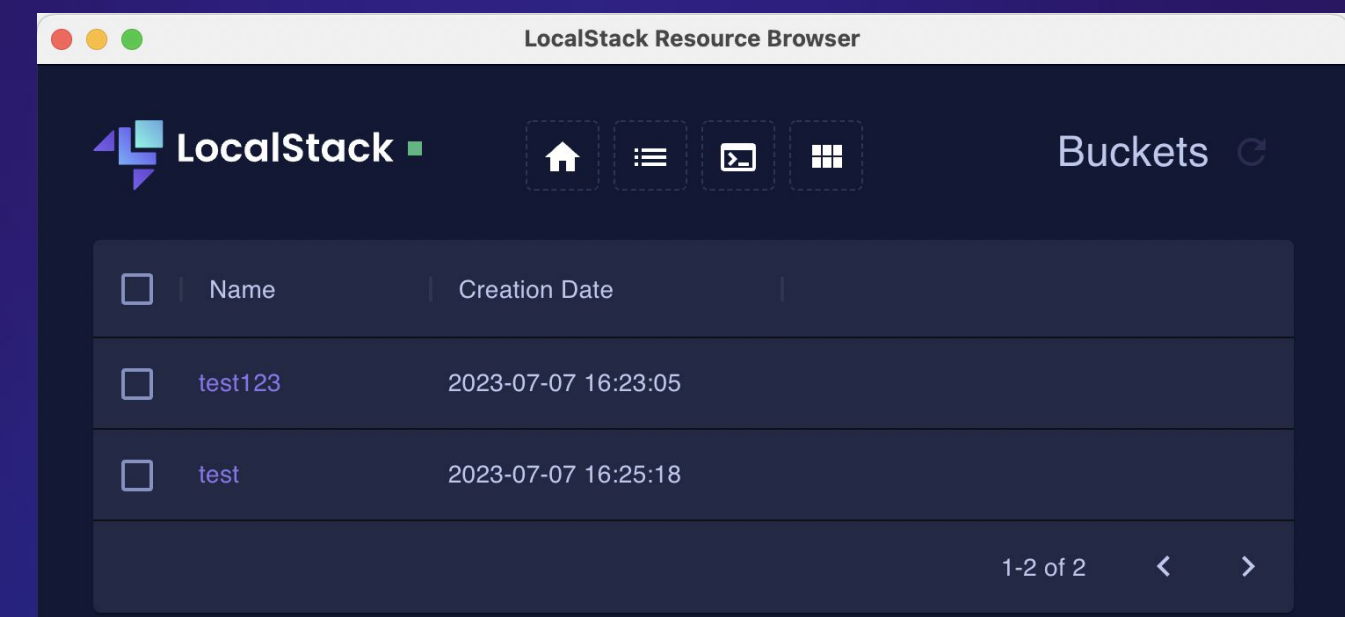 LocalStack Resource Browser
LocalStack
Buckets
Name Creation Date
test123 2023-07-07 16:23:05
test 2023-07-07 16:25:18
1-2 of 2